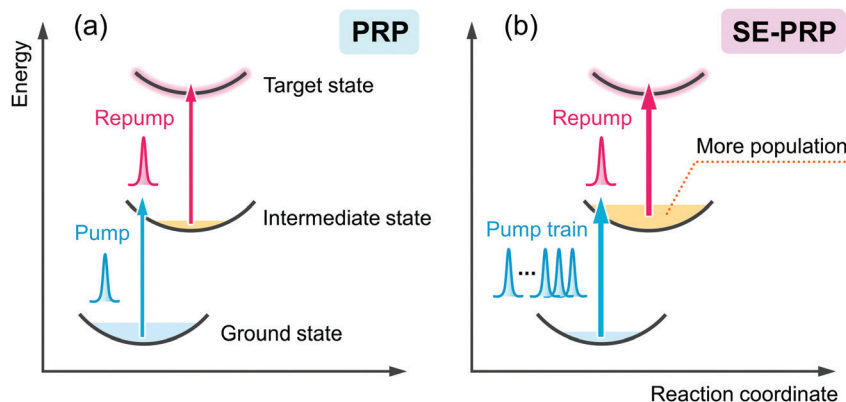 (a)
PRP
Energy
Target state
Repump
Intermediate state
Pump
Ground state
(b)
SE-PRP
Repump
More population
Pump train
...
Reaction coordinate